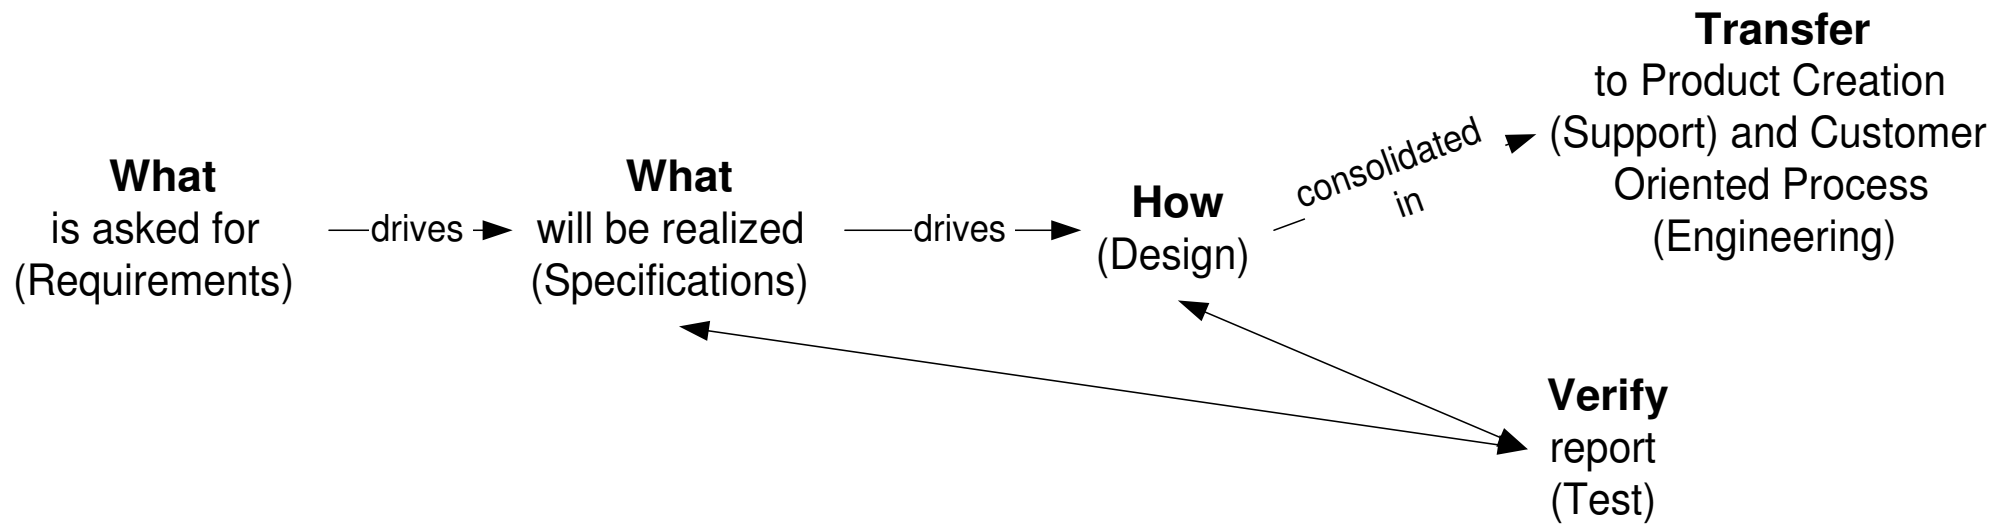 What
is asked for
(Requirements)
drives
What
will be realized
(Specifications)
drives
How
(Design)
consolidated
in
Transfer
to Product Creation
(Support) and Customer
Oriented Process
(Engineering)
Verify
report
(Test)